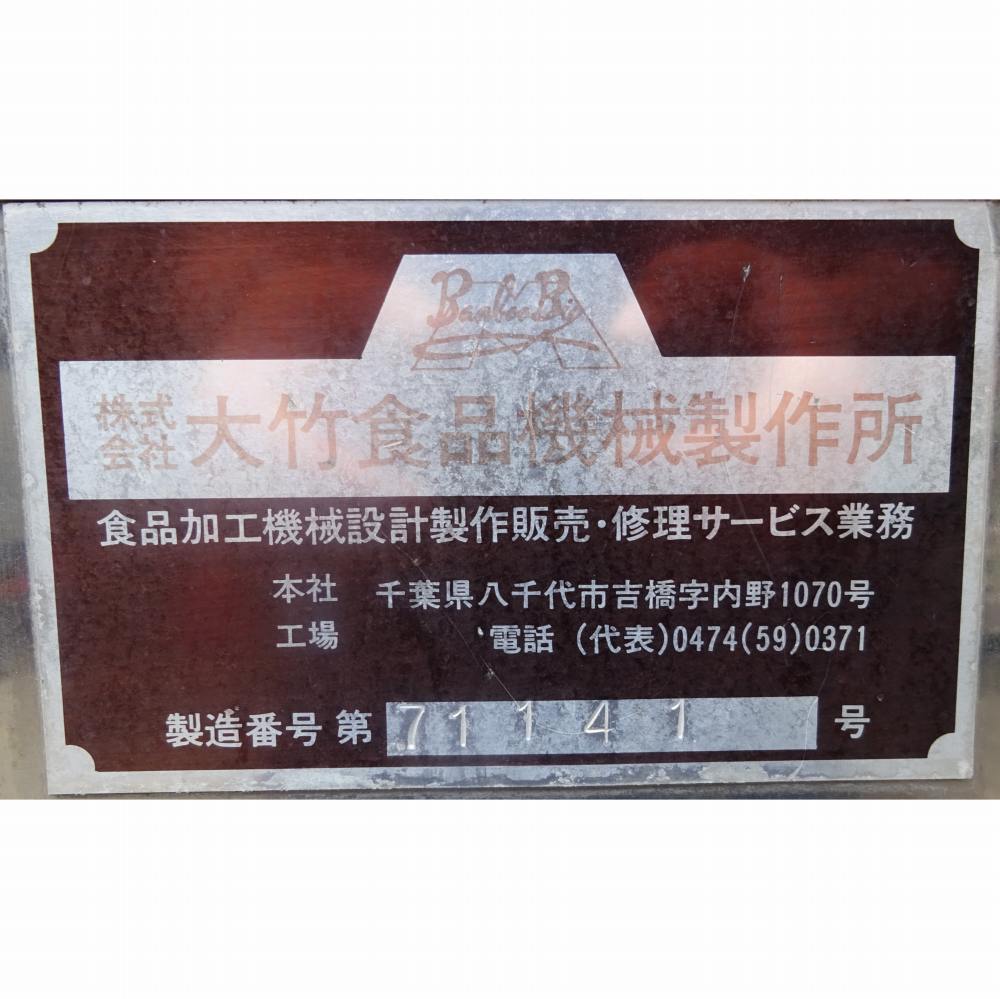 Bamboo Big
株式会社 大竹食品機械製作所
食品加工機械設計製作販売・修理サービス業務
本社 千葉県八千代市吉橋字内野1070号
工場 電話 (代表)0474(59)0371
製造番号 第 71141 号